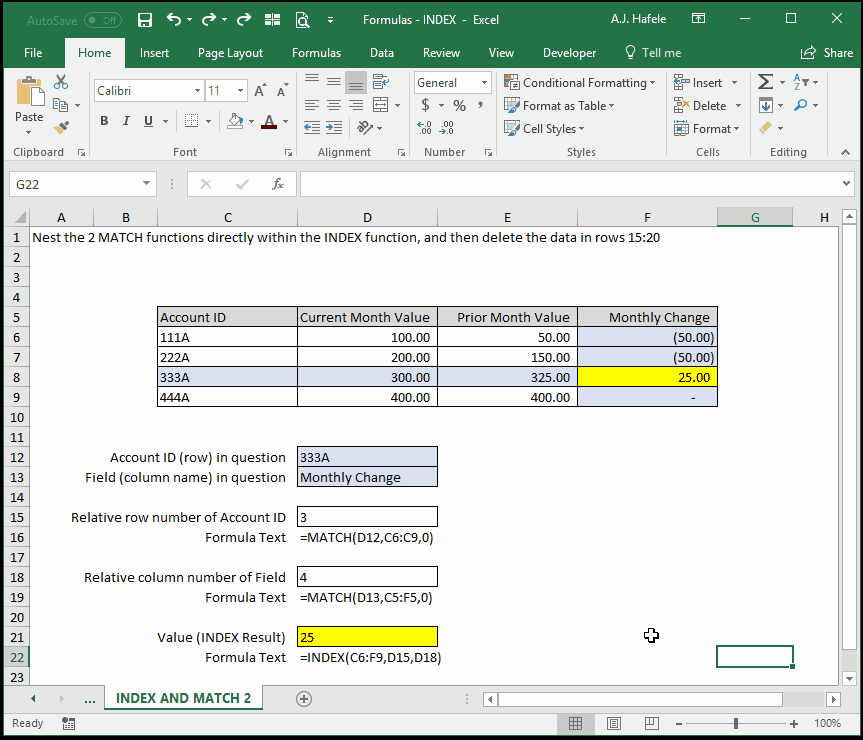 AutoSave Off Formulas - INDEX - Excel A.J. Hafele
File Home Insert Page Layout Formulas Data Review View Developer Tell me Share
Paste
Clipboard
Calibri 11
B I U A
Font
Alignment
General
$ % ,
Number
Conditional Formatting
Format as Table
Cell Styles
Styles
Insert
Delete
Format
Cells
Editing
G22 fx
A B C D E F G H
1 Nest the 2 MATCH functions directly within the INDEX function, and then delete the data in rows 15:20
2
3
4
5 Account ID Current Month Value Prior Month Value Monthly Change
6 111A 100.00 50.00 (50.00)
7 222A 200.00 150.00 (50.00)
8 333A 300.00 325.00 25.00
9 444A 400.00 400.00 -
10
11
12 Account ID (row) in question 333A
13 Field (column name) in question Monthly Change
14
15 Relative row number of Account ID 3
16 Formula Text =MATCH(D12,C6:C9,0)
17
18 Relative column number of Field 4
19 Formula Text =MATCH(D13,C5:F5,0)
20
21 Value (INDEX Result) 25
22 Formula Text =INDEX(C6:F9,D15,D18)
23
... INDEX AND MATCH 2
Ready 100%